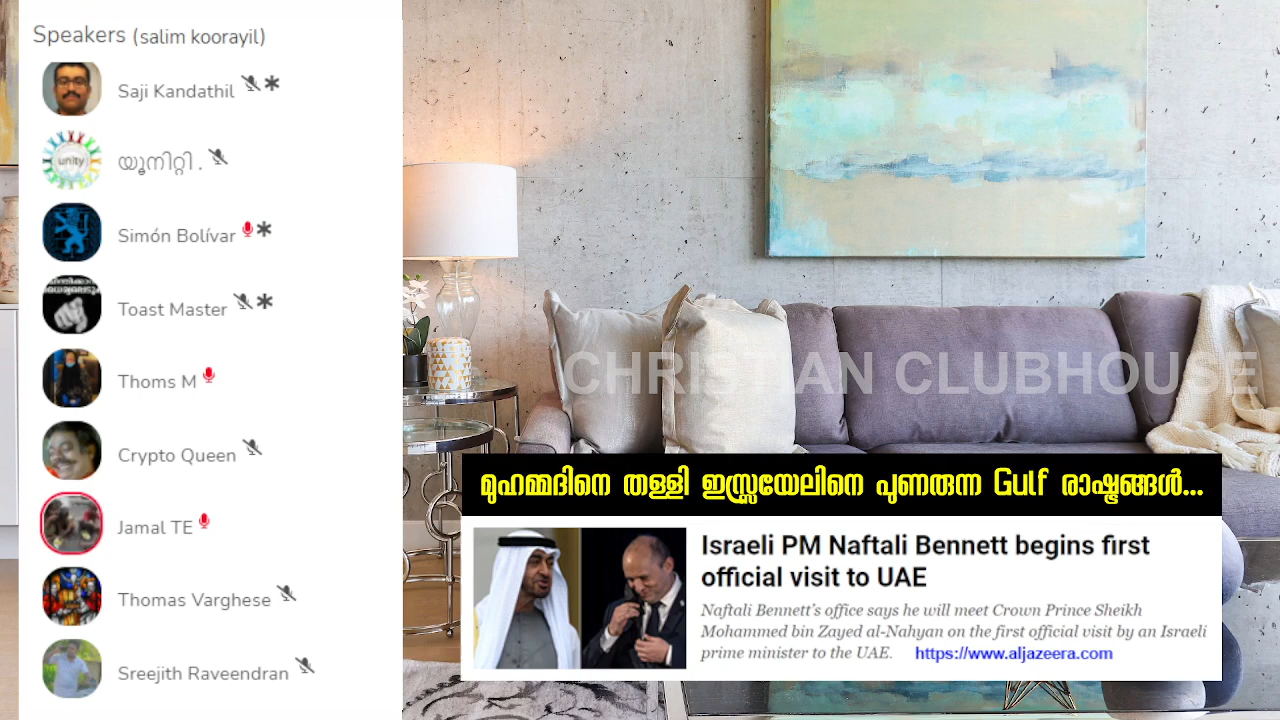 Speakers (salim koorayil)
Saji Kandathil
unity
യൂനിറ്റി .
Simón Bolívar
Toast Master
Thoms M
Crypto Queen
Jamal TE
Thomas Varghese
Sreejith Raveendran
CHRISTIAN CLUBHOUSE
മുഹമ്മദിനെ തള്ളി ഇസ്രയേലിനെ പുണരുന്ന Gulf രാഷ്ട്രങ്ങൾ...
Israeli PM Naftali Bennett begins first
official visit to UAE
Naftali Bennett’s office says he will meet Crown Prince Sheikh
Mohammed bin Zayed al-Nahyan on the first official visit by an Israeli
prime minister to the UAE. https://www.aljazeera.com